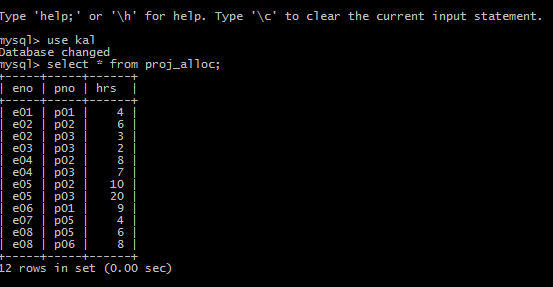 Type 'help;' or '\h' for help. Type '\c' to clear the current input statement.
mysql> use kal
Database changed
mysql> select * from proj_alloc;
+-----+-----+------+
| eno | pno | hrs  |
+-----+-----+------+
| e01 | p01 |    4 |
| e02 | p02 |    6 |
| e02 | p03 |    3 |
| e03 | p03 |    2 |
| e04 | p02 |    8 |
| e04 | p03 |    7 |
| e05 | p02 |   10 |
| e05 | p03 |   20 |
| e06 | p01 |    9 |
| e07 | p05 |    4 |
| e08 | p05 |    6 |
| e08 | p06 |    8 |
+-----+-----+------+
12 rows in set (0.00 sec)